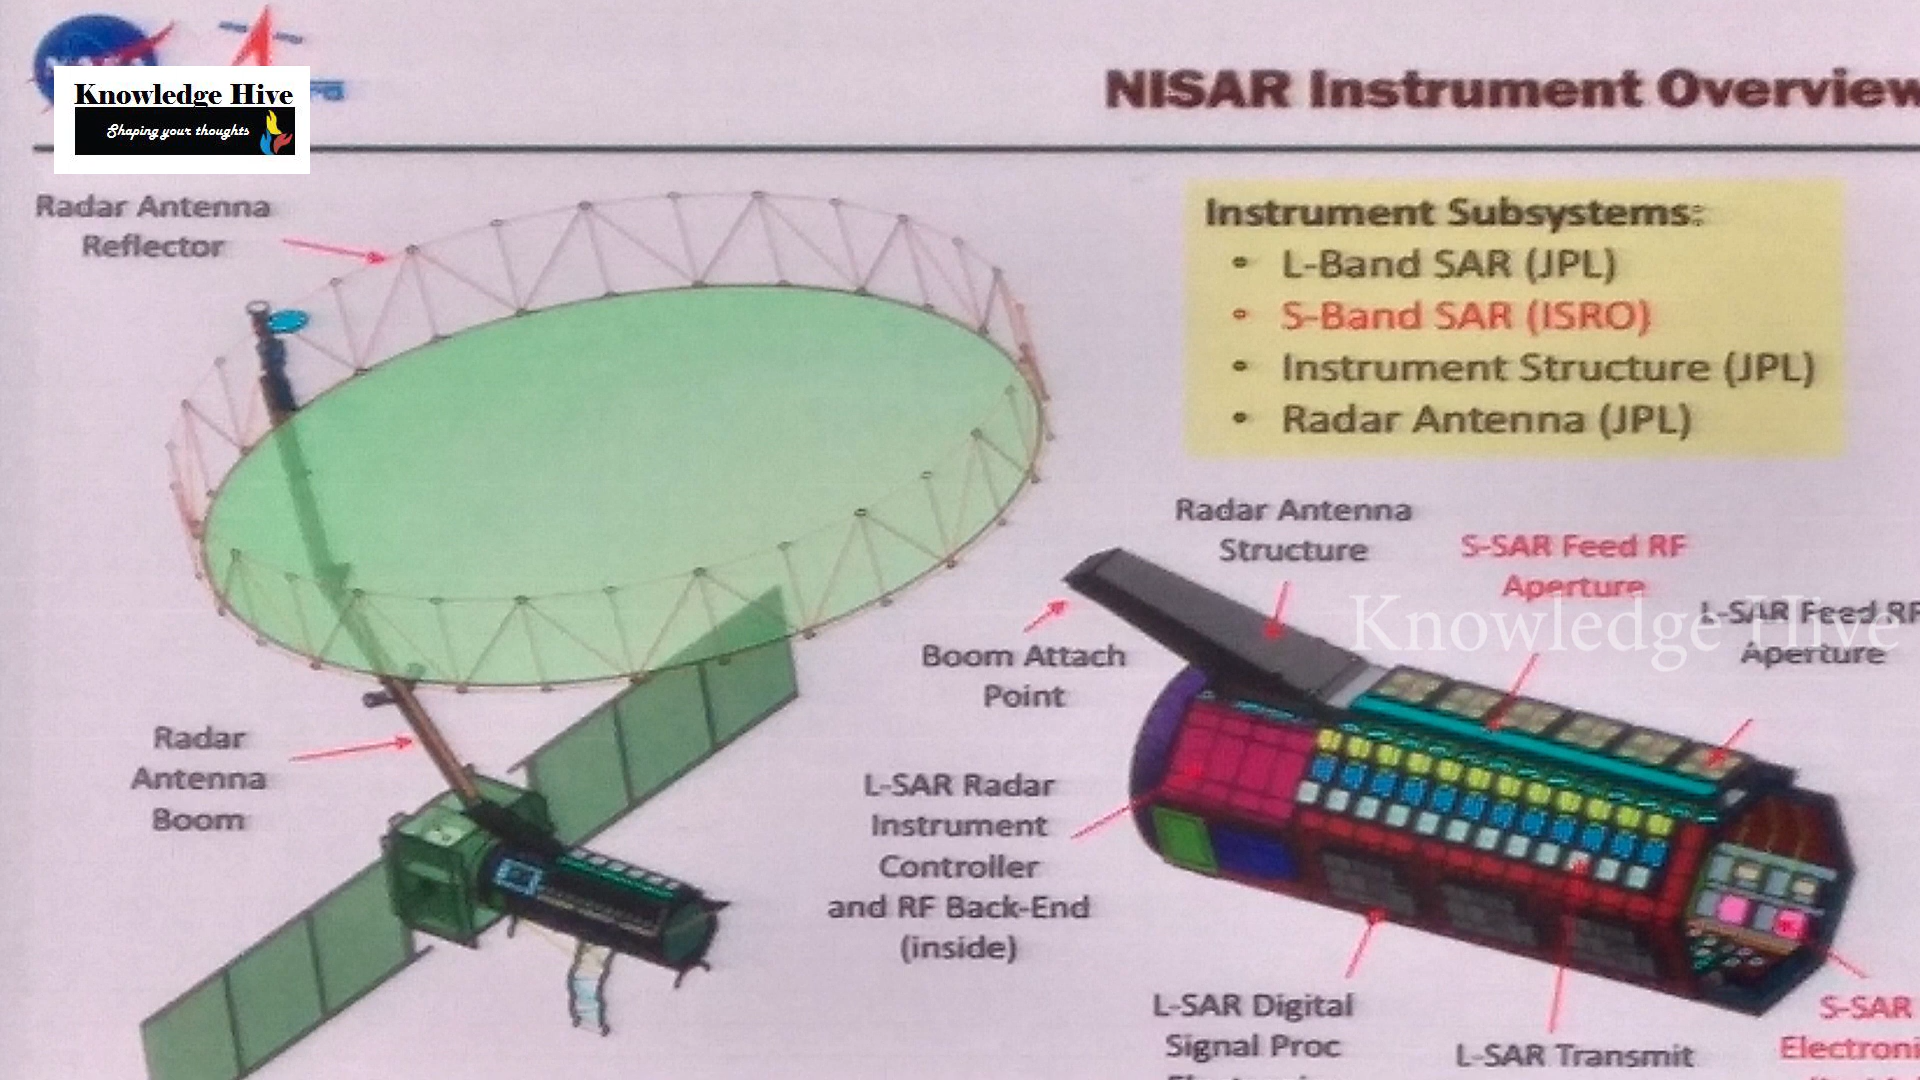 Knowledge Hive
Shaping your thoughts
NISAR Instrument Overview
Radar Antenna
Reflector
Instrument Subsystems:
• L-Band SAR (JPL)
• S-Band SAR (ISRO)
• Instrument Structure (JPL)
• Radar Antenna (JPL)
Radar Antenna
Structure
S-SAR Feed RF
Aperture
L-SAR Feed RF
Aperture
Knowledge Hive
Boom Attach
Point
Radar
Antenna
Boom
L-SAR Radar
Instrument
Controller
and RF Back-End
(inside)
L-SAR Digital
Signal Proc
L-SAR Transmit
S-SAR
Electroni